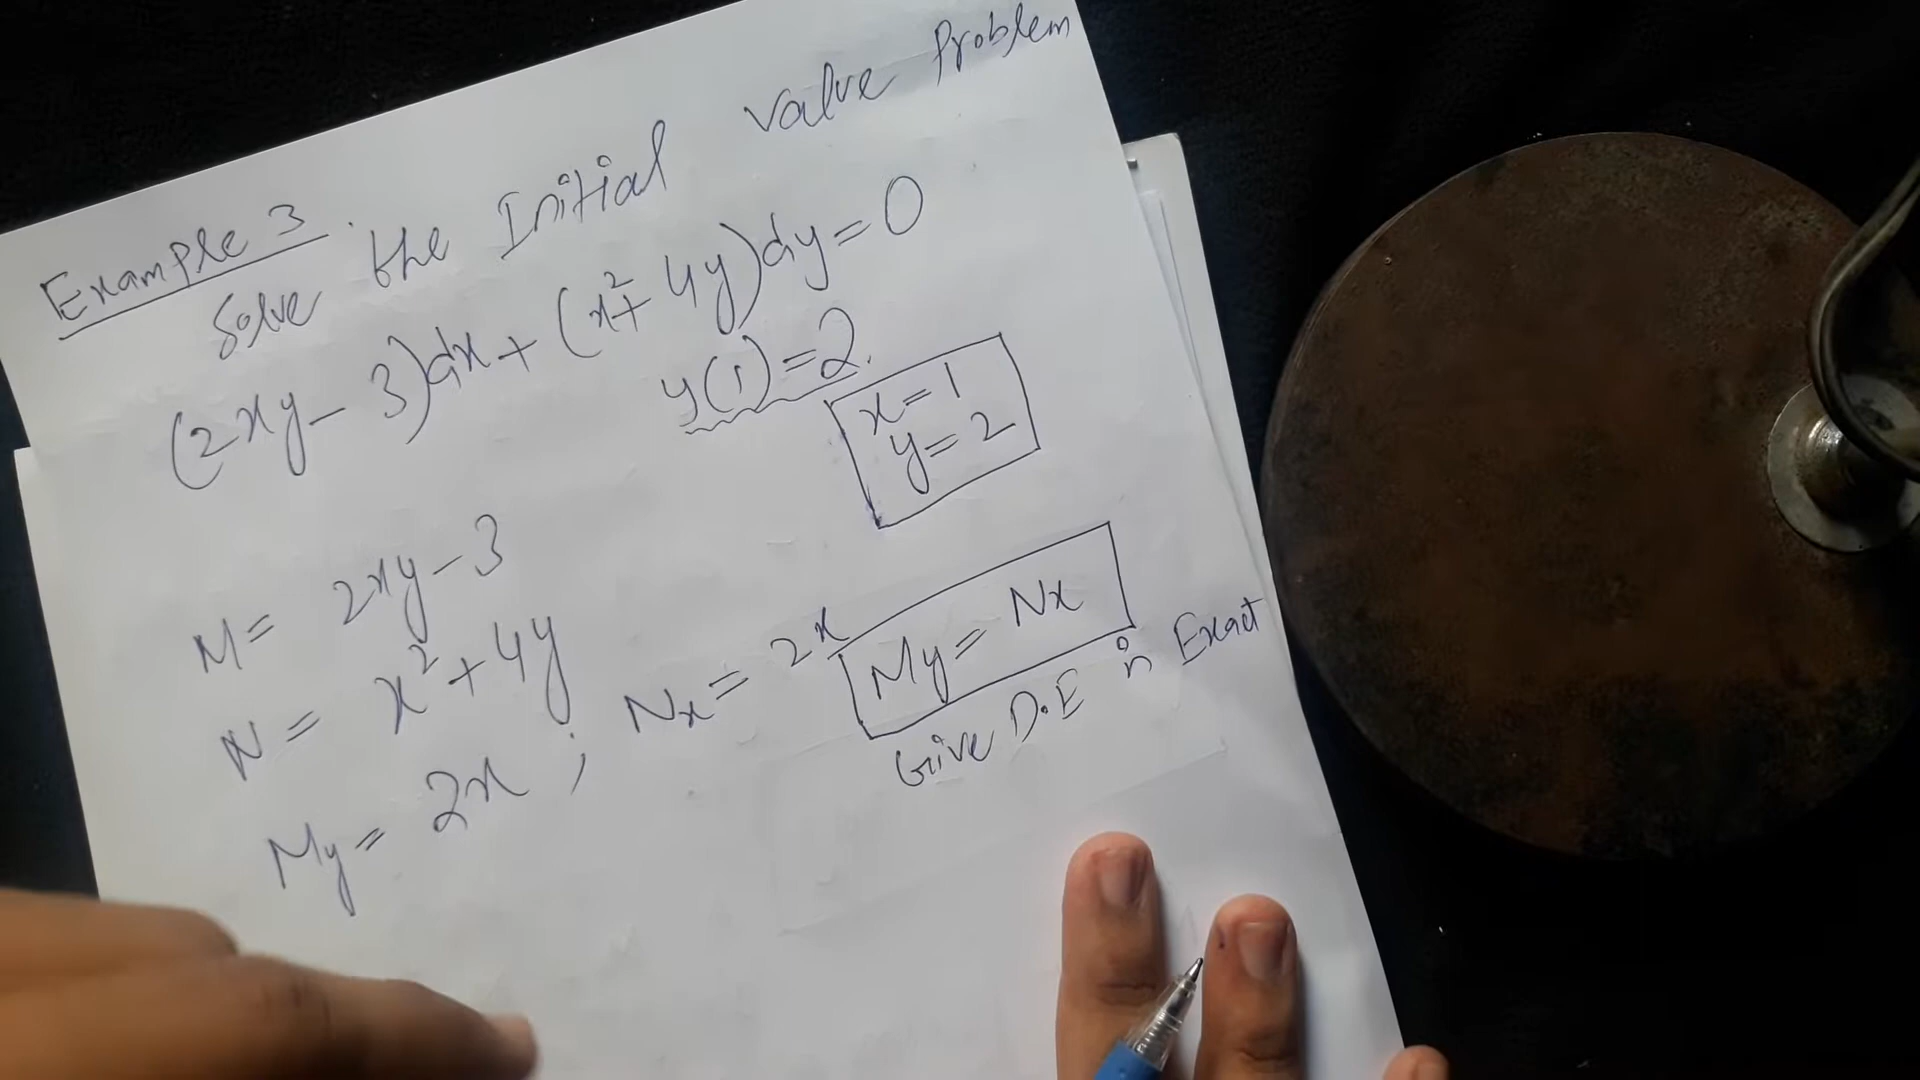 Example 3.
Solve the Initial value Problem
(2xy - 3)dx + (x² + 4y)dy = 0
y(1) = 2.
x = 1
y = 2
M = 2xy - 3
N = x² + 4y
My = 2x ; Nx = 2x
My = Nx
Give D.E is Exact